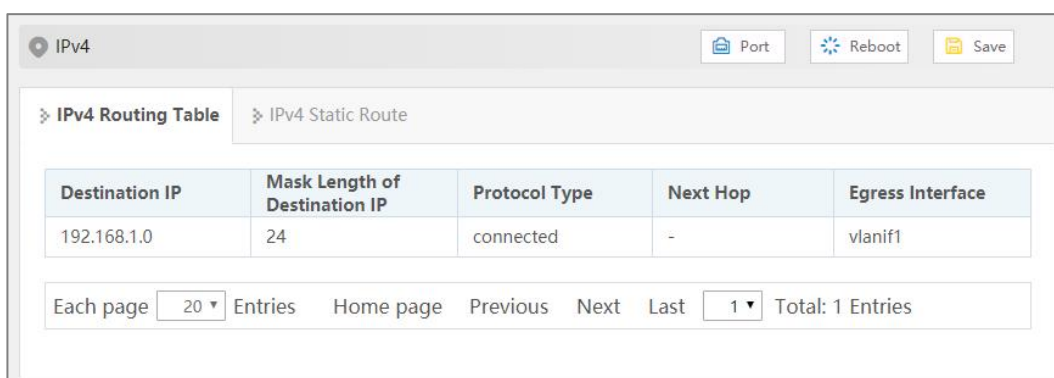 IPv4 Port Reboot Save
IPv4 Routing Table IPv4 Static Route
Destination IP Mask Length of Destination IP Protocol Type Next Hop Egress Interface
192.168.1.0 24 connected - vlanif1
Each page 20 Entries Home page Previous Next Last 1 Total: 1 Entries